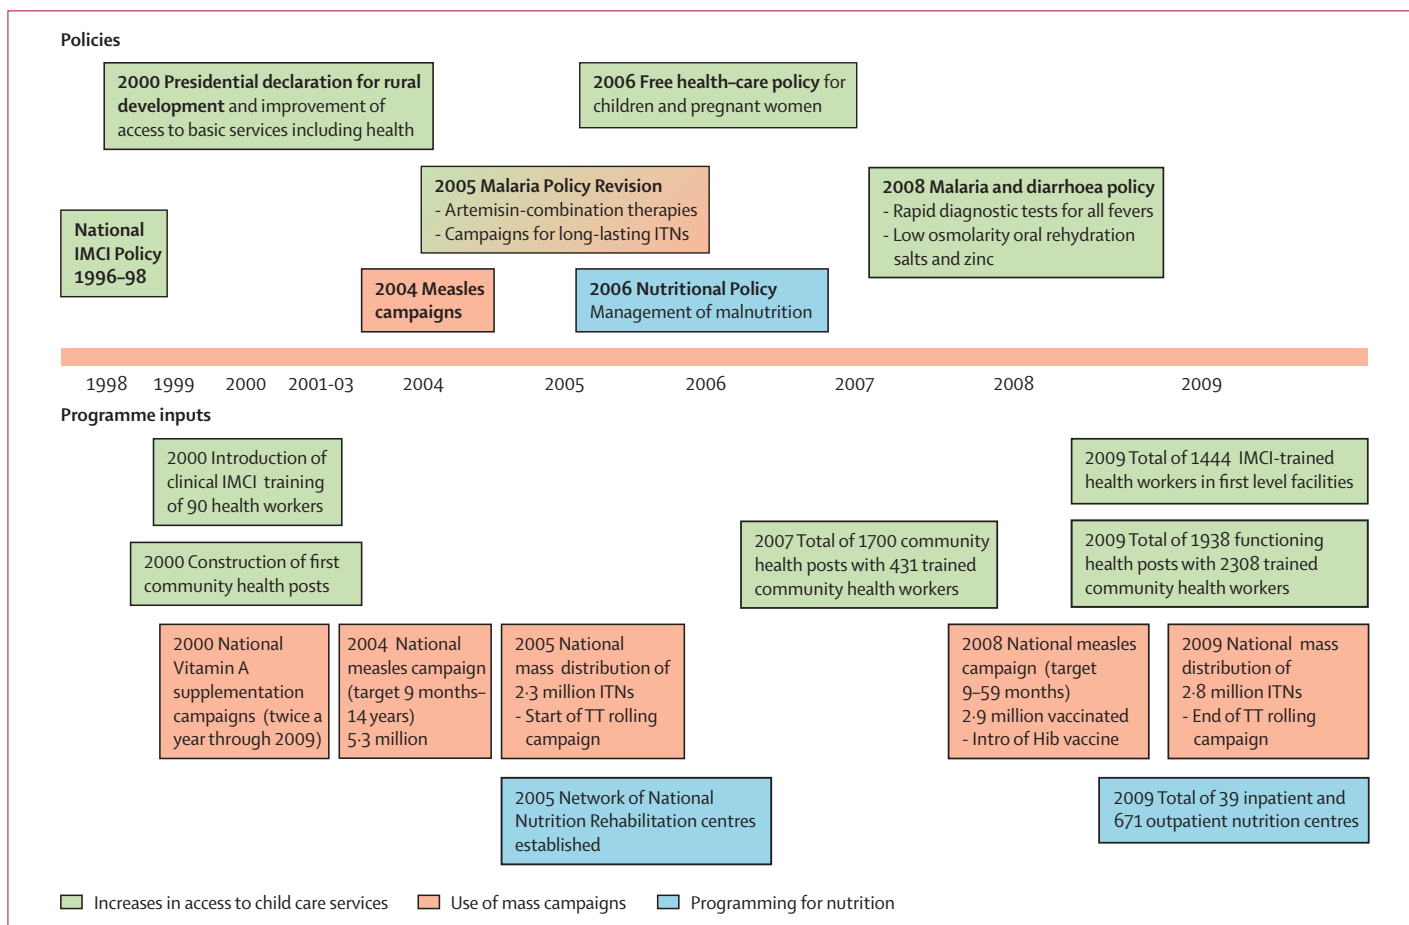 Policies
2000 Presidential declaration for rural
development and improvement of
access to basic services including health
2006 Free health–care policy for
children and pregnant women
2005 Malaria Policy Revision
- Artemisin-combination therapies
- Campaigns for long-lasting ITNs
2008 Malaria and diarrhoea policy
- Rapid diagnostic tests for all fevers
- Low osmolarity oral rehydration
salts and zinc
National
IMCI Policy
1996–98
2004 Measles
campaigns
2006 Nutritional Policy
Management of malnutrition
1998 1999 2000 2001-03 2004 2005 2006 2007 2008 2009
Programme inputs
2000 Introduction of
clinical IMCI training
of 90 health workers
2009 Total of 1444 IMCI-trained
health workers in first level facilities
2000 Construction of first
community health posts
2007 Total of 1700 community
health posts with 431 trained
community health workers
2009 Total of 1938 functioning
health posts with 2308 trained
community health workers
2000 National
Vitamin A
supplementation
campaigns (twice a
year through 2009)
2004 National
measles campaign
(target 9 months–
14 years)
5·3 million
2005 National
mass distribution of
2·3 million ITNs
- Start of TT rolling
campaign
2008 National measles
campaign (target
9–59 months)
2·9 million vaccinated
- Intro of Hib vaccine
2009 National mass
distribution of
2·8 million ITNs
- End of TT rolling
campaign
2005 Network of National
Nutrition Rehabilitation centres
established
2009 Total of 39 inpatient and
671 outpatient nutrition centres
Increases in access to child care services
Use of mass campaigns
Programming for nutrition